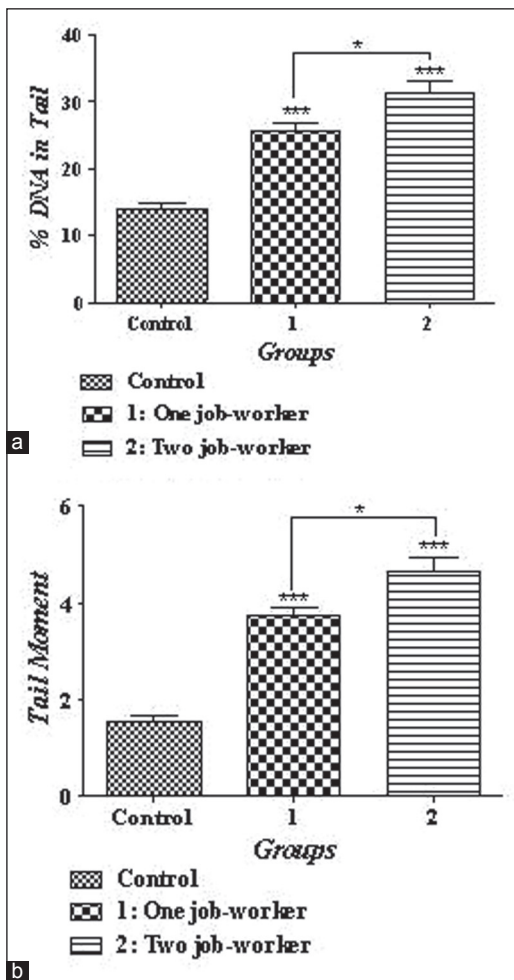 40
30
20
10
0
% DNA in Tail
*
***
***
Control 1 2
Groups
Control
1: One job-worker
2: Two job-worker
a
6
4
2
0
Tail Moment
*
***
***
Control 1 2
Groups
Control
1: One job-worker
2: Two job-worker
b